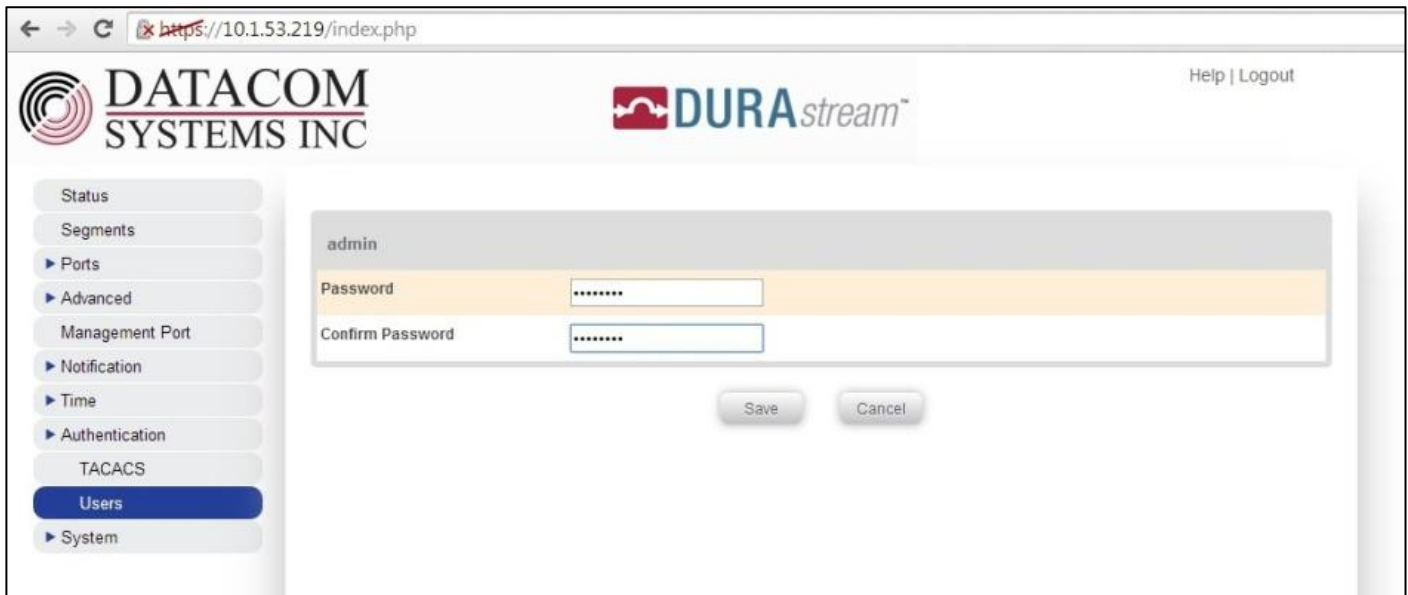 https://10.1.53.219/index.php
DATACOM
SYSTEMS INC
DURAstream™
Help | Logout
Status
Segments
Ports
Advanced
Management Port
Notification
Time
Authentication
TACACS
Users
System
admin
Password ••••••••
Confirm Password ••••••••
Save Cancel